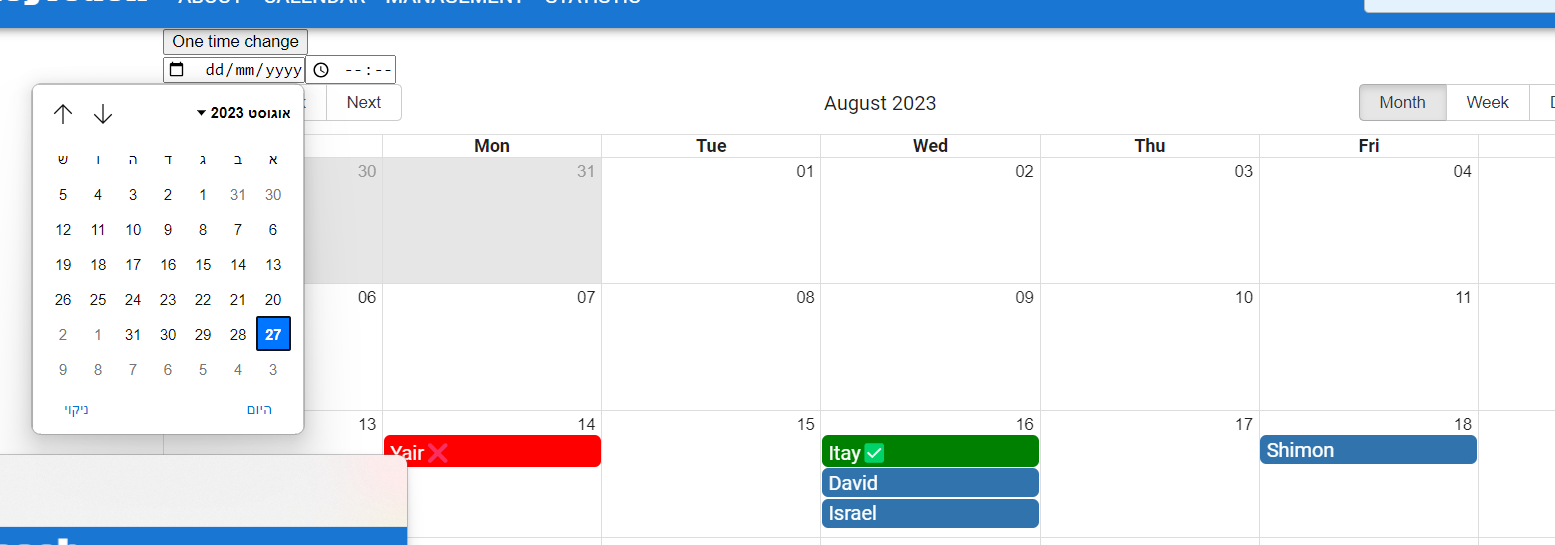 ABOUT CALENDAR MANAGEMENT STATISTIC
One time change
dd/mm/yyyy --:--
Next
August 2023
Month Week
אוגוסט 2023
א ב ג ד ה ו ש
30 31 1 2 3 4 5
6 7 8 9 10 11 12
13 14 15 16 17 18 19
20 21 22 23 24 25 26
27 28 29 30 31 1 2
3 4 5 6 7 8 9
היום ניקוי
Mon Tue Wed Thu Fri
30 31 01 02 03 04
06 07 08 09 10 11
13 14 15 16 17 18
Yair❌ Itay✅ Shimon
David
Israel